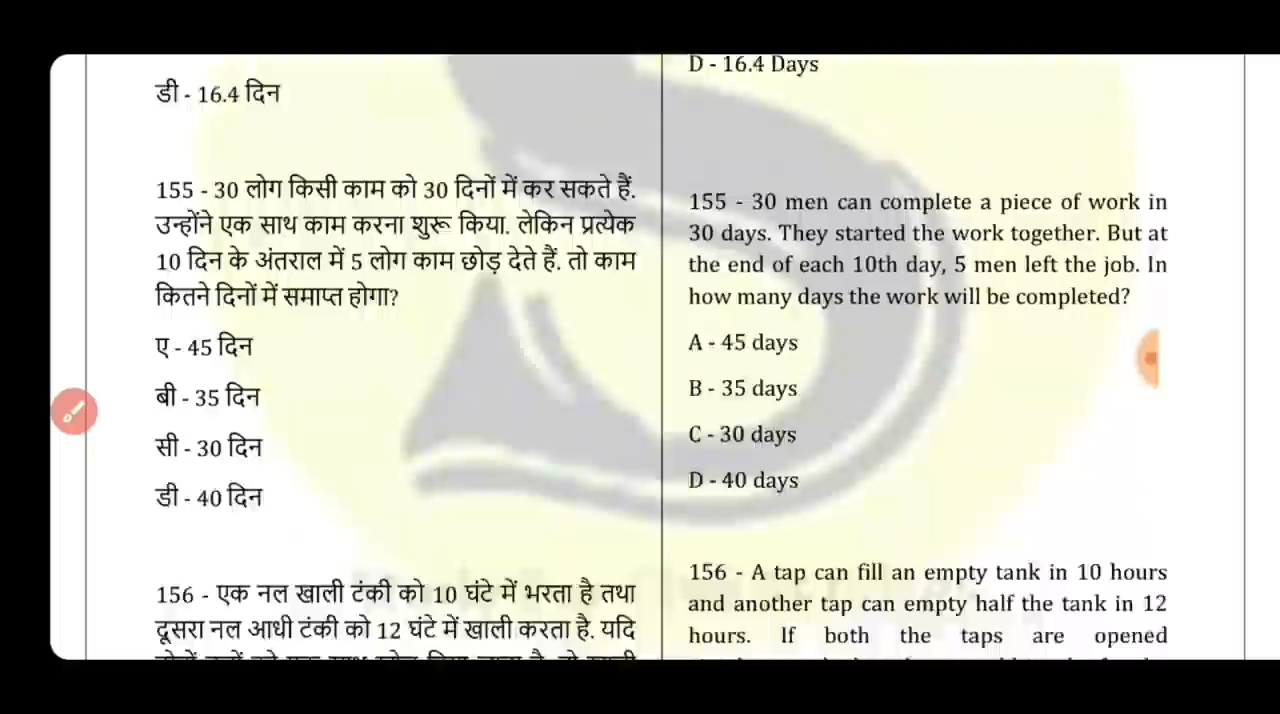 डी - 16.4 दिन
155 - 30 लोग किसी काम को 30 दिनों में कर सकते हैं.
उन्होंने एक साथ काम करना शुरू किया. लेकिन प्रत्येक
10 दिन के अंतराल में 5 लोग काम छोड़ देते हैं. तो काम
कितने दिनों में समाप्त होगा?
ए - 45 दिन
बी - 35 दिन
सी - 30 दिन
डी - 40 दिन
156 - एक नल खाली टंकी को 10 घंटे में भरता है तथा
दूसरा नल आधी टंकी को 12 घंटे में खाली करता है. यदि
D - 16.4 Days
155 - 30 men can complete a piece of work in
30 days. They started the work together. But at
the end of each 10th day, 5 men left the job. In
how many days the work will be completed?
A - 45 days
B - 35 days
C - 30 days
D - 40 days
156 - A tap can fill an empty tank in 10 hours
and another tap can empty half the tank in 12
hours. If both the taps are opened